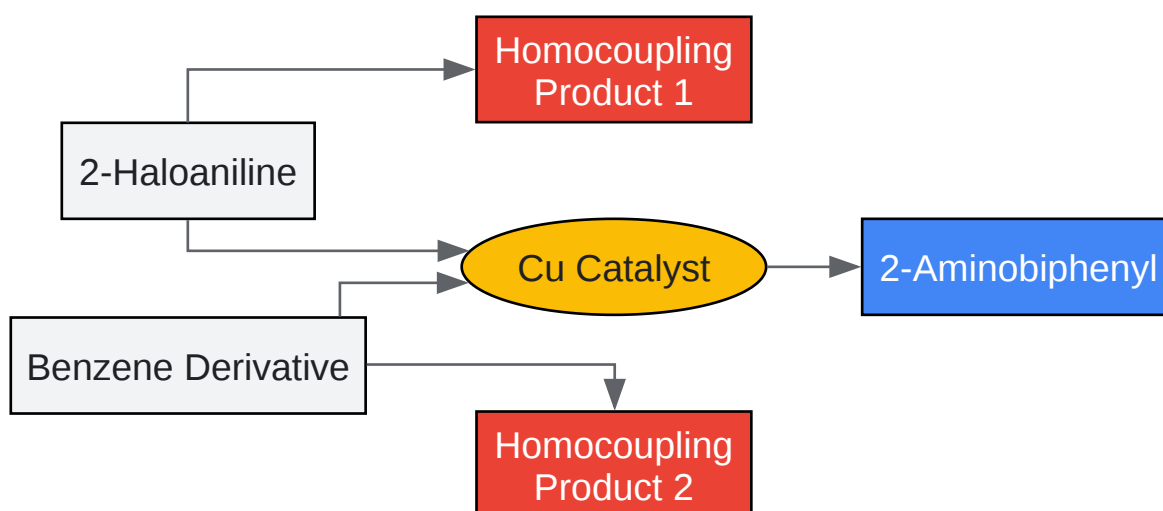 Homocoupling
Product 1
2-Haloaniline
Cu Catalyst
2-Aminobiphenyl
Benzene Derivative
Homocoupling
Product 2